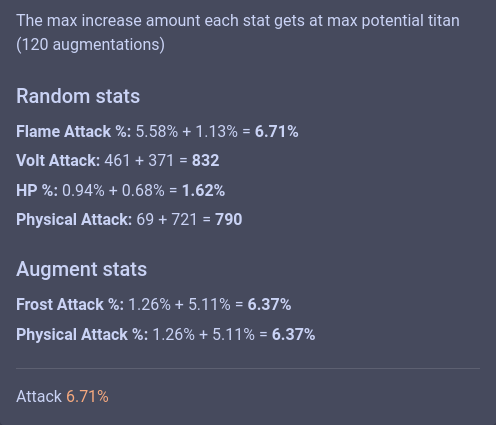 The max increase amount each stat gets at max potential titan
(120 augmentations)
Random stats
Flame Attack %: 5.58% + 1.13% = 6.71%
Volt Attack: 461 + 371 = 832
HP %: 0.94% + 0.68% = 1.62%
Physical Attack: 69 + 721 = 790
Augment stats
Frost Attack %: 1.26% + 5.11% = 6.37%
Physical Attack %: 1.26% + 5.11% = 6.37%
Attack 6.71%